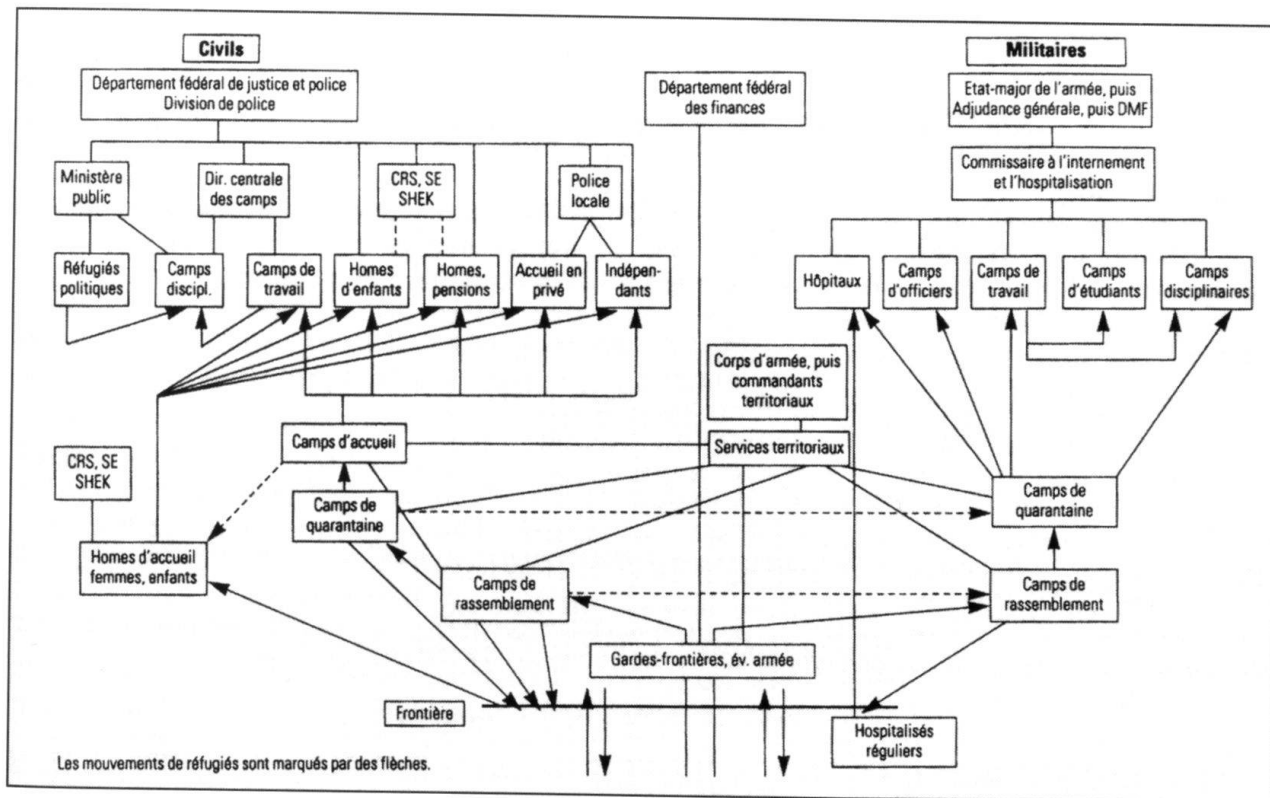 Civils
Département fédéral de justice et police
Division de police
Département fédéral
des finances
Militaires
Etat-major de l'armée, puis
Adjudance générale, puis DMF
Commissaire à l'internement
et l'hospitalisation
Ministère
public
Dir. centrale
des camps
CRS, SE
SHEK
Police
locale
Réfugiés
politiques
Camps
discipl.
Camps de
travail
Homes
d'enfants
Homes,
pensions
Accueil en
privé
Indépen-
dants
Hôpitaux
Camps
d'officiers
Camps de
travail
Camps
d'étudiants
Camps
disciplinaires
Corps d'armée, puis
commandants
territoriaux
Camps d'accueil
Services territoriaux
CRS, SE
SHEK
Camps de
quarantaine
Camps de
quarantaine
Homes d'accueil
femmes, enfants
Camps de
rassemblement
Camps de
rassemblement
Gardes-frontières, év. armée
Frontière
Hospitalisés
réguliers
Les mouvements de réfugiés sont marqués par des flèches.